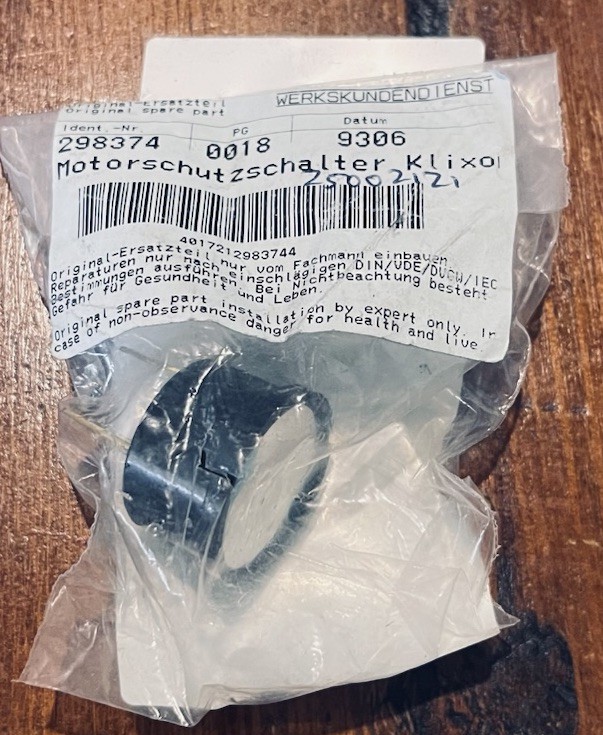 Original-Ersatzteil
Original spare part
WERKSKUNDENDIENST
Ident.-Nr. PG Datum
298374 0018 9306
Motorschutzschalter Klixo
25002121
4017212983744
Original-Ersatzteil nur vom Fachmann einbauen
Reparaturen nur nach einschlägigen DIN/VDE/DVGW/IEC
Bestimmungen ausführen. Bei Nichtbeachtung besteht
Gefahr für Gesundheit und Leben.
Original spare part installation by expert only. In
case of non-observance danger for health and live